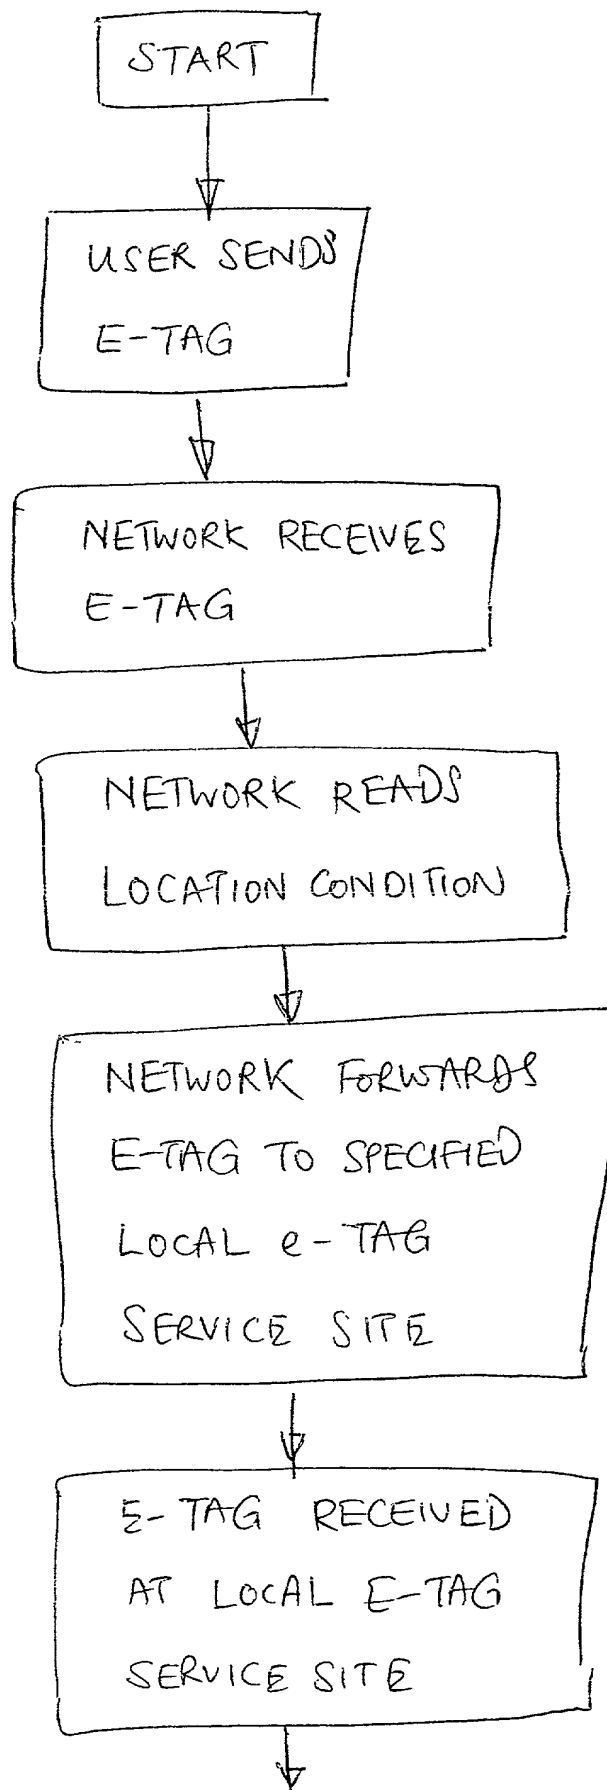 START
USER SENDS
E-TAG
NETWORK RECEIVES
E-TAG
NETWORK READS
LOCATION CONDITION
NETWORK FORWARDS
E-TAG TO SPECIFIED
LOCAL e-TAG
SERVICE SITE
E-TAG RECEIVED
AT LOCAL E-TAG
SERVICE SITE